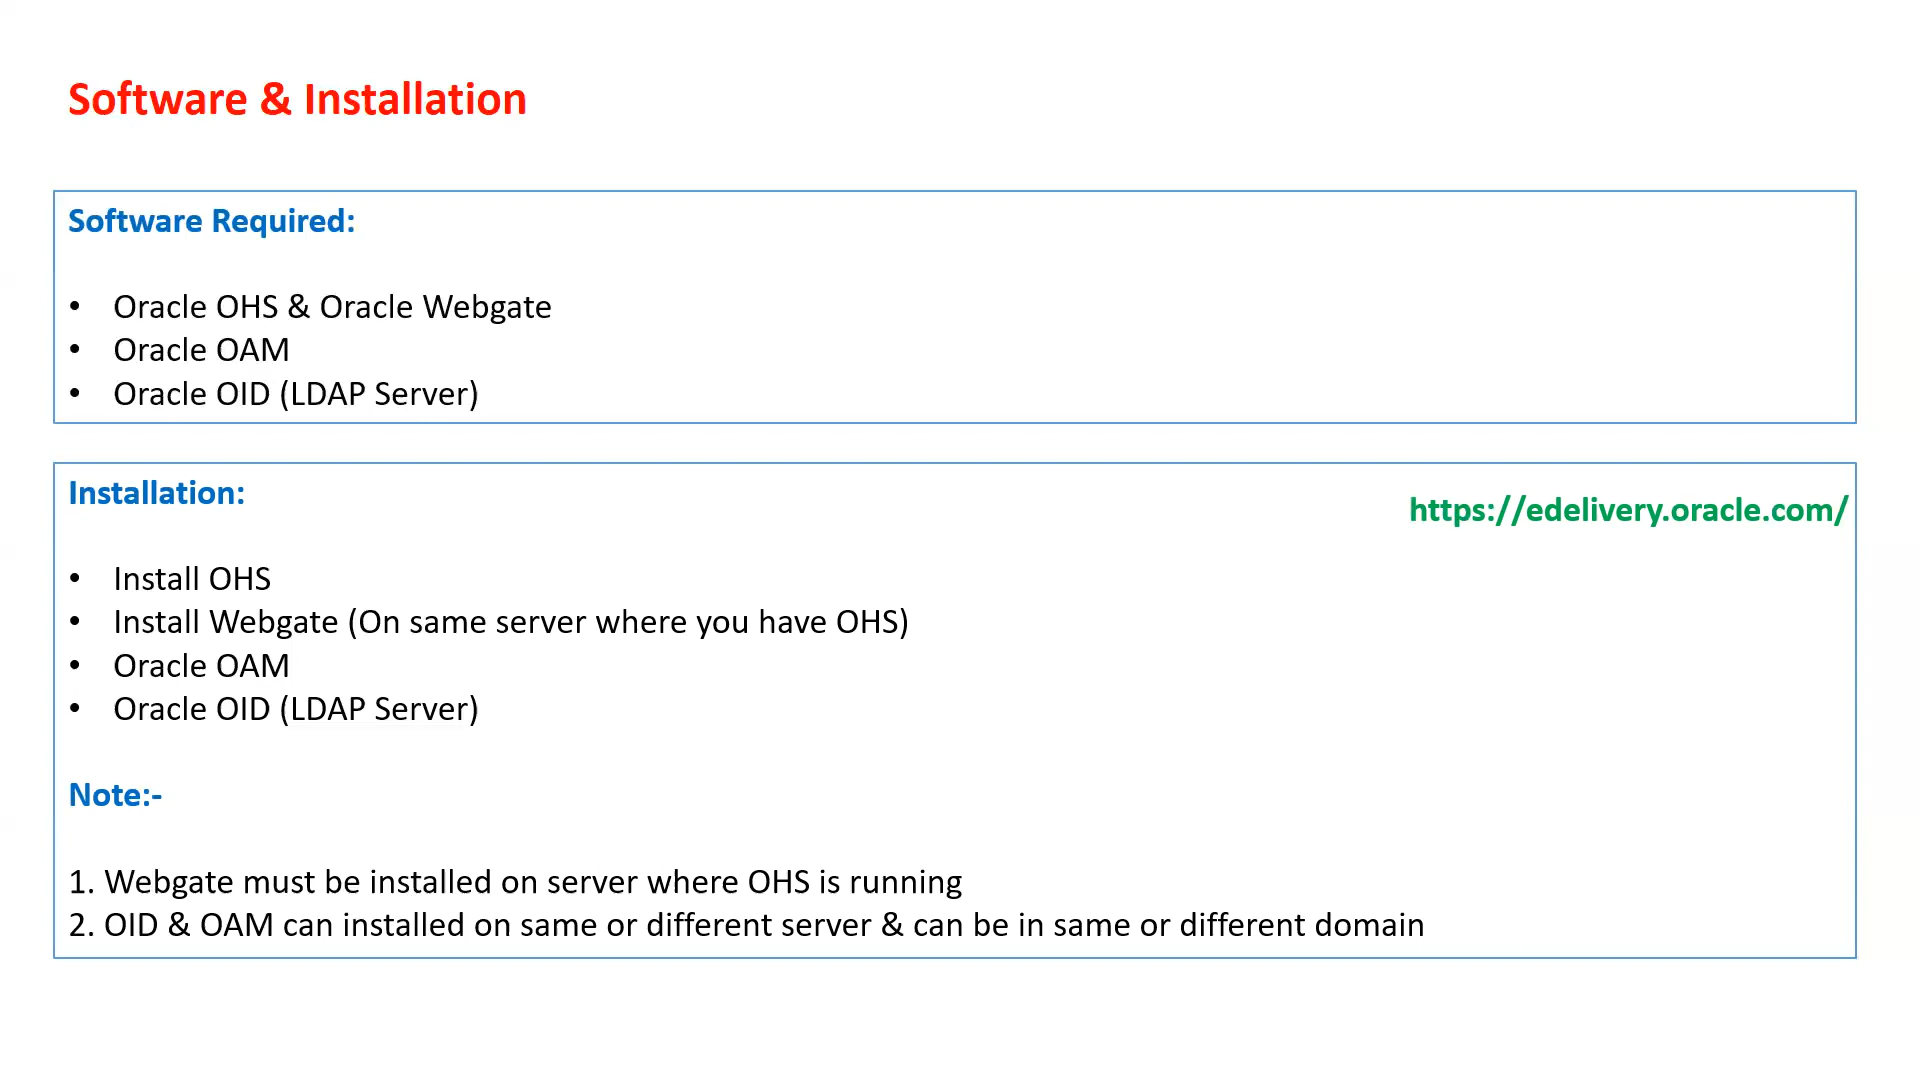 Software & Installation
Software Required:
• Oracle OHS & Oracle Webgate
• Oracle OAM
• Oracle OID (LDAP Server)
Installation:
https://edelivery.oracle.com/
• Install OHS
• Install Webgate (On same server where you have OHS)
• Oracle OAM
• Oracle OID (LDAP Server)
Note:-
1. Webgate must be installed on server where OHS is running
2. OID & OAM can installed on same or different server & can be in same or different domain